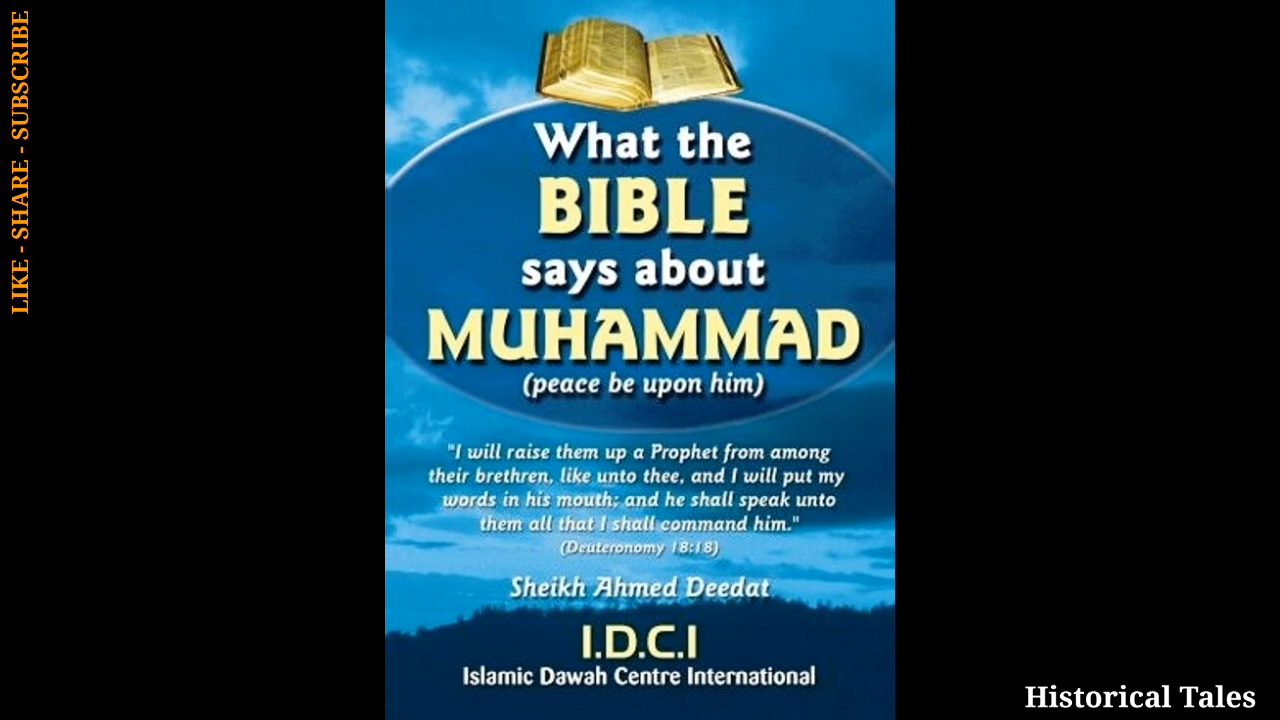 LIKE - SHARE - SUBSCRIBE
What the
BIBLE
says about
MUHAMMAD
(peace be upon him)
"I will raise them up a Prophet from among
their brethren, like unto thee, and I will put my
words in his mouth; and he shall speak unto
them all that I shall command him."
(Deuteronomy 18:18)
Sheikh Ahmed Deedat
I.D.C.I
Islamic Dawah Centre International
Historical Tales